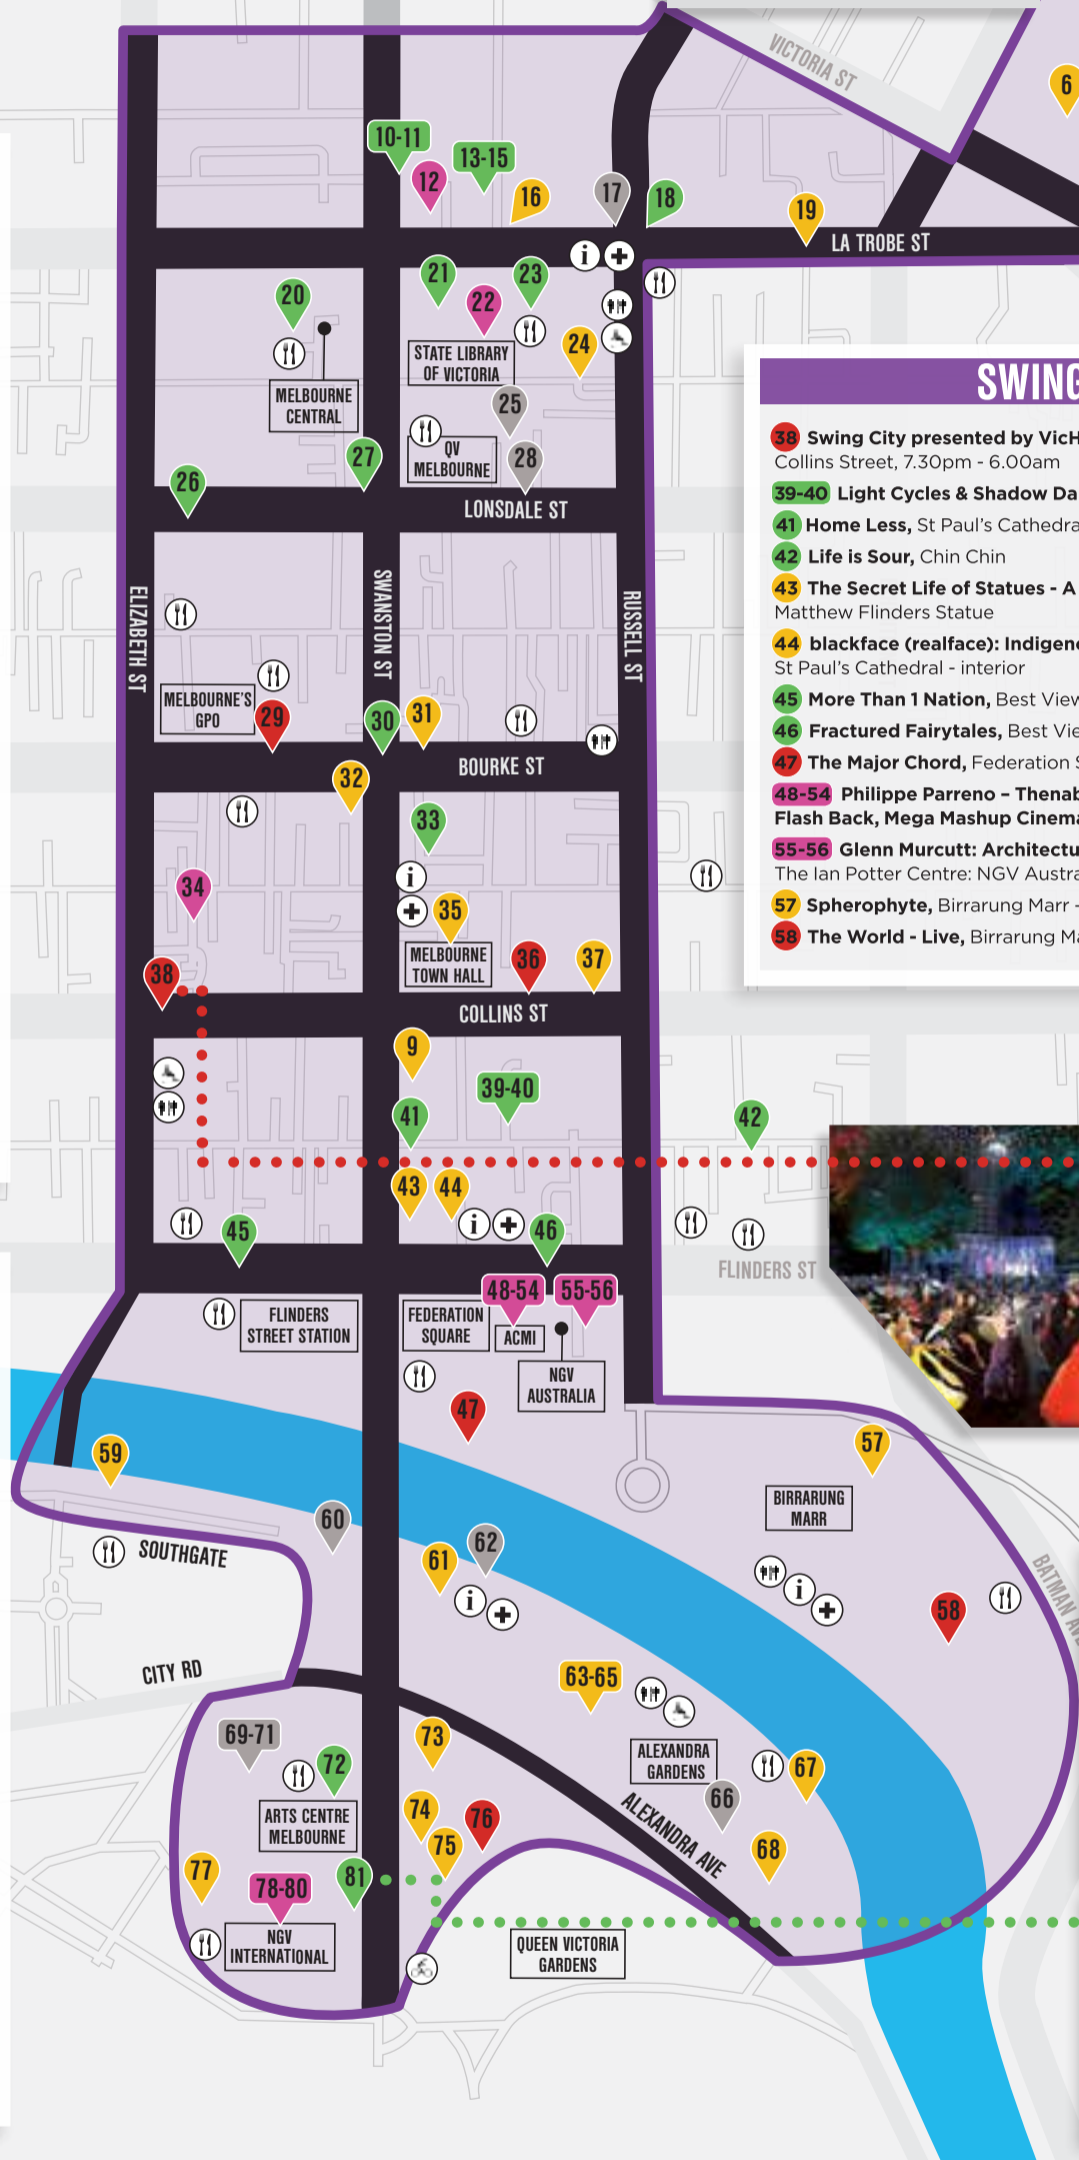 VICTORIA ST
6
10-11
13-15
12
16
17
18
19
LA TROBE ST
i
20
21
22
23
24
STATE LIBRARY
OF VICTORIA
MELBOURNE
CENTRAL
25
QV
MELBOURNE
26
27
28
LONSDALE ST
ELIZABETH ST
SWANSTON ST
RUSSELL ST
MELBOURNE'S
GPO
29
30
31
BOURKE ST
32
33
34
i
35
MELBOURNE
TOWN HALL
36
37
38
COLLINS ST
SWING
38 Swing City presented by VicH
Collins Street, 7.30pm - 6.00am
39-40 Light Cycles & Shadow Da
41 Home Less, St Paul's Cathedra
42 Life is Sour, Chin Chin
43 The Secret Life of Statues - A
Matthew Flinders Statue
44 blackface (realface): Indigen
St Paul's Cathedral - interior
45 More Than 1 Nation, Best View
46 Fractured Fairytales, Best Vie
47 The Major Chord, Federation S
48-54 Philippe Parreno – Thenab
Flash Back, Mega Mashup Cinema
55-56 Glenn Murcutt: Architectu
The Ian Potter Centre: NGV Austra
57 Spherophyte, Birrarung Marr -
58 The World - Live, Birrarung Ma
9
39-40
41
42
43
44
i
45
46
FLINDERS ST
48-54
55-56
FLINDERS
STREET STATION
FEDERATION
SQUARE
ACMI
NGV
AUSTRALIA
47
57
BIRRARUNG
MARR
59
60
61
62
i
i
58
BATMAN AVE
SOUTHGATE
CITY RD
63-65
ALEXANDRA
GARDENS
66
67
68
ALEXANDRA AVE
69-71
72
73
74
75
76
ARTS CENTRE
MELBOURNE
77
78-80
81
NGV
INTERNATIONAL
QUEEN VICTORIA
GARDENS